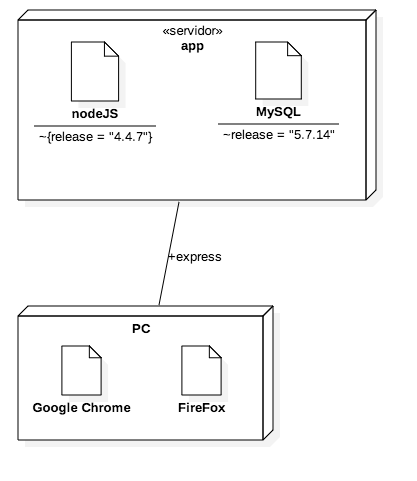 «servidor»
app
nodeJS
~{release = "4.4.7"}
MySQL
~release = "5.7.14"
+express
PC
Google Chrome
FireFox